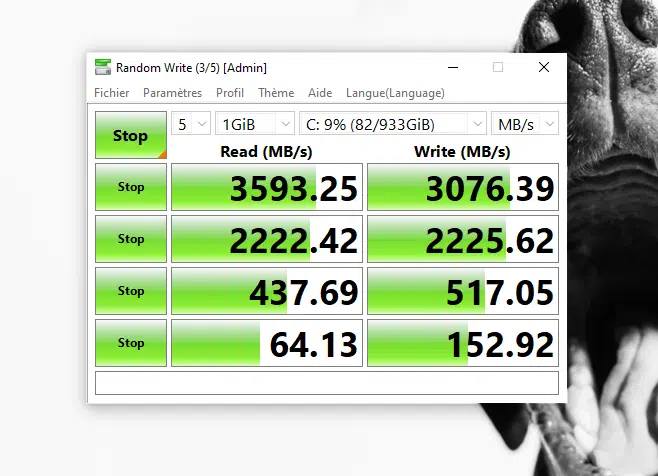 Random Write (3/5) [Admin]
Fichier Paramètres Profil Thème Aide Langue(Language)
Stop 5 1GiB C: 9% (82/933GiB) MB/s
Read (MB/s) Write (MB/s)
Stop 3593.25 3076.39
Stop 2222.42 2225.62
Stop 437.69 517.05
Stop 64.13 152.92